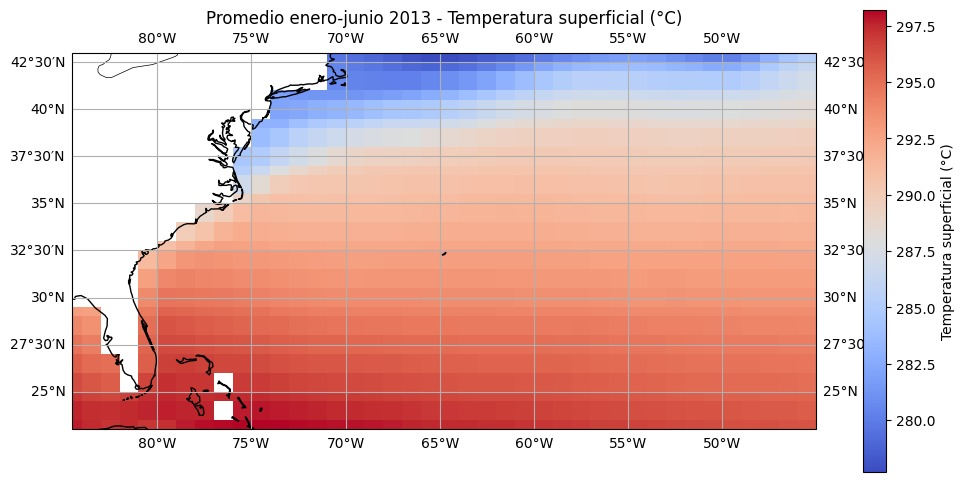 Promedio enero-junio 2013 - Temperatura superficial (°C)
80°W 75°W 70°W 65°W 60°W 55°W 50°W
42°30′N 42°30
40°N 40°N
37°30′N 37°30
35°N 35°N
32°30′N 32°30
30°N 30°N
27°30′N 27°30
25°N 25°N
80°W 75°W 70°W 65°W 60°W 55°W 50°W
297.5
295.0
292.5
290.0
287.5
285.0
282.5
280.0
Temperatura superficial (°C)